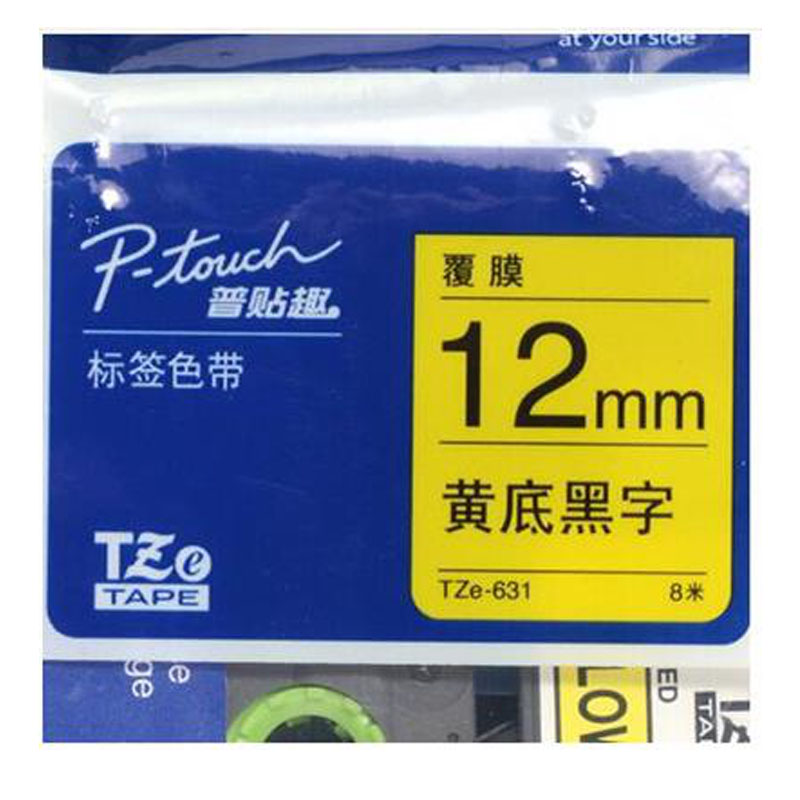 at your side
P-touch
普贴趣
标签色带
覆膜
12mm
黄底黑字
TZe-631 8米
TZe
TAPE